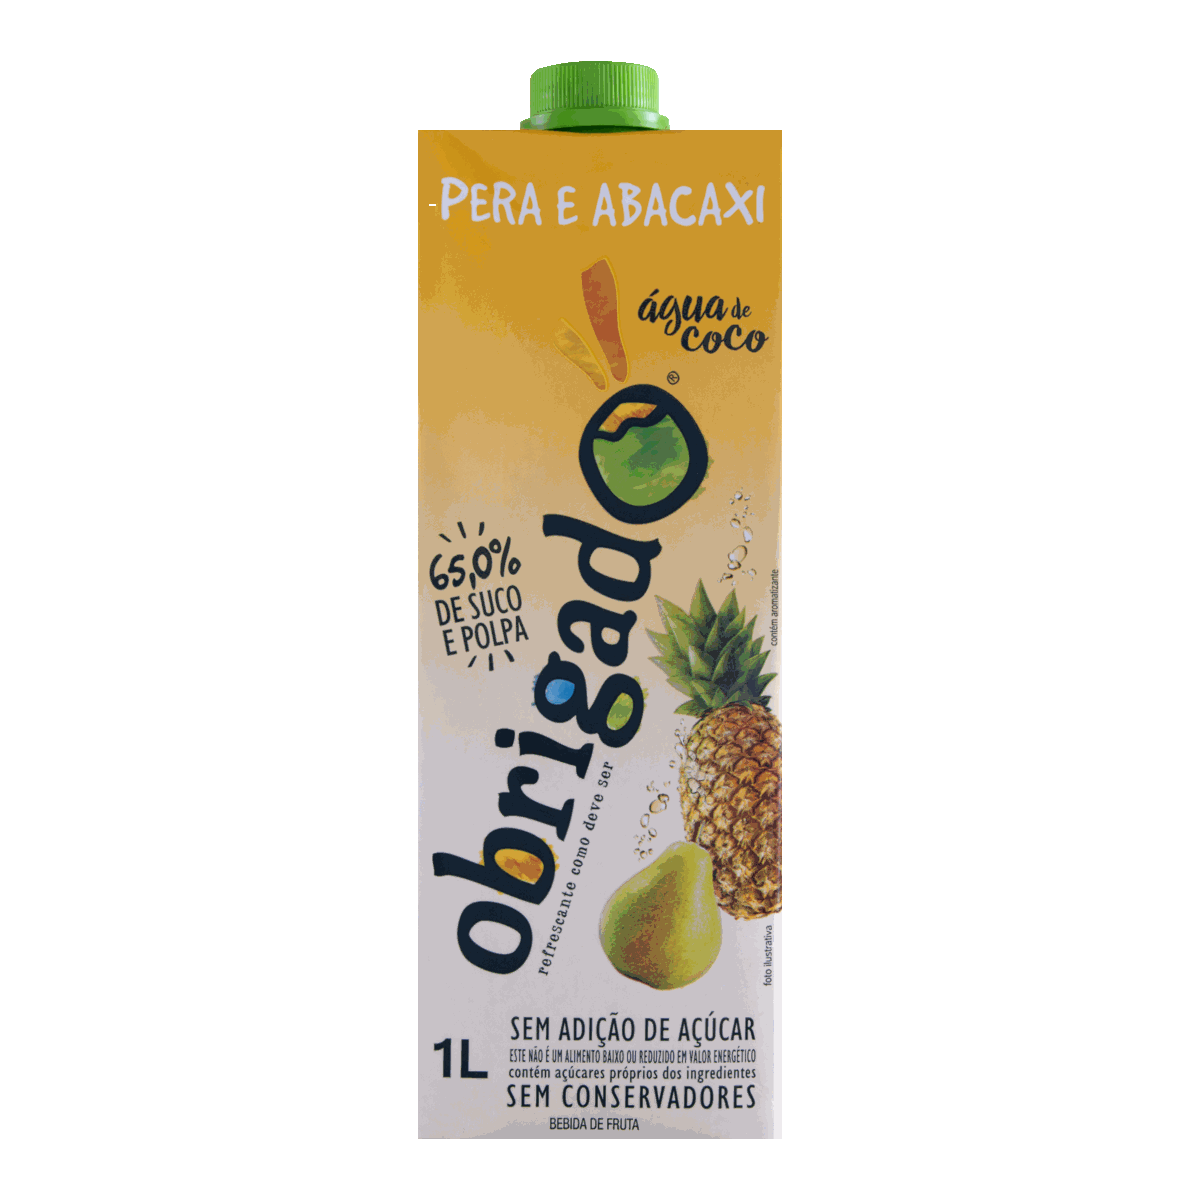 PERA E ABACAXI
água de
coco
®
obrigado
refrescante como deve ser
65,0%
DE SUCO
E POLPA
contém aromatizante
foto ilustrativa
1L
SEM ADIÇÃO DE AÇÚCAR
ESTE NÃO É UM ALIMENTO BAIXO OU REDUZIDO EM VALOR ENERGÉTICO
contém açúcares próprios dos ingredientes
SEM CONSERVADORES
BEBIDA DE FRUTA